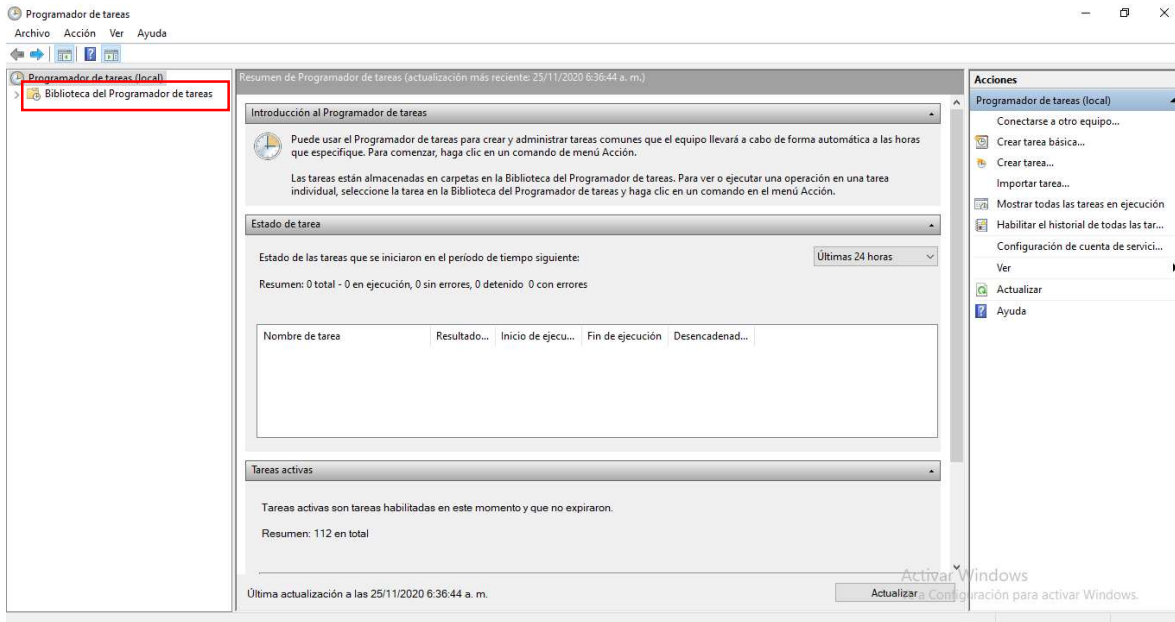 Programador de tareas
Archivo Acción Ver Ayuda
Programador de tareas (local)
Biblioteca del Programador de tareas
Resumen de Programador de tareas (actualización más reciente: 25/11/2020 6:36:44 a. m.)
Introducción al Programador de tareas
Puede usar el Programador de tareas para crear y administrar tareas comunes que el equipo llevará a cabo de forma automática a las horas
que especifique. Para comenzar, haga clic en un comando de menú Acción.
Las tareas están almacenadas en carpetas en la Biblioteca del Programador de tareas. Para ver o ejecutar una operación en una tarea
individual, seleccione la tarea en la Biblioteca del Programador de tareas y haga clic en un comando en el menú Acción.
Estado de tarea
Estado de las tareas que se iniciaron en el período de tiempo siguiente:
Últimas 24 horas
Resumen: 0 total - 0 en ejecución, 0 sin errores, 0 detenido 0 con errores
Nombre de tarea Resultado... Inicio de ejecu... Fin de ejecución Desencadenad...
Tareas activas
Tareas activas son tareas habilitadas en este momento y que no expiraron.
Resumen: 112 en total
Última actualización a las 25/11/2020 6:36:44 a. m.
Actualizar
Acciones
Programador de tareas (local)
Conectarse a otro equipo...
Crear tarea básica...
Crear tarea...
Importar tarea...
Mostrar todas las tareas en ejecución
Habilitar el historial de todas las tar...
Configuración de cuenta de servici...
Ver
Actualizar
Ayuda
Activar Windows
a Configuración para activar Windows.